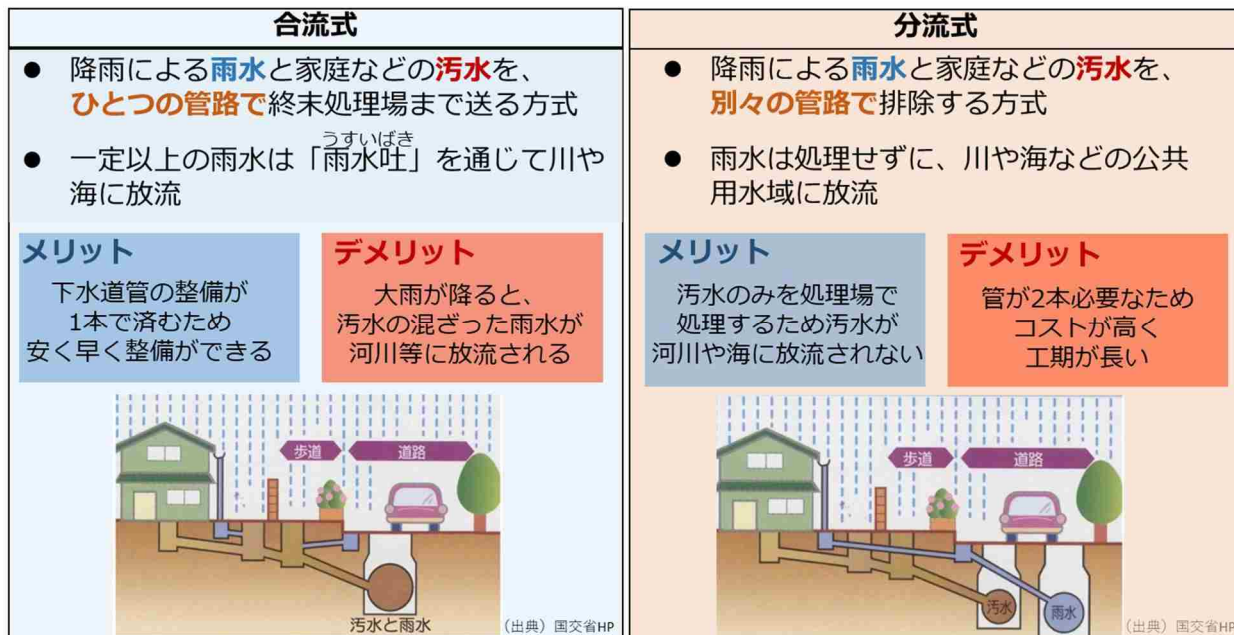 合流式
● 降雨による雨水と家庭などの汚水を、
ひとつの管路で終末処理場まで送る方式
うすいばき
● 一定以上の雨水は「雨水吐」を通じて川や
海に放流
メリット
下水道管の整備が
1本で済むため
安く早く整備ができる
デメリット
大雨が降ると、
汚水の混ざった雨水が
河川等に放流される
歩道
道路
汚水と雨水
(出典)国交省HP
分流式
● 降雨による雨水と家庭などの汚水を、
別々の管路で排除する方式
● 雨水は処理せずに、川や海などの公共
用水域に放流
メリット
汚水のみを処理場で
処理するため汚水が
河川や海に放流されない
デメリット
管が2本必要なため
コストが高く
工期が長い
歩道
道路
汚水
雨水
(出典)国交省HP